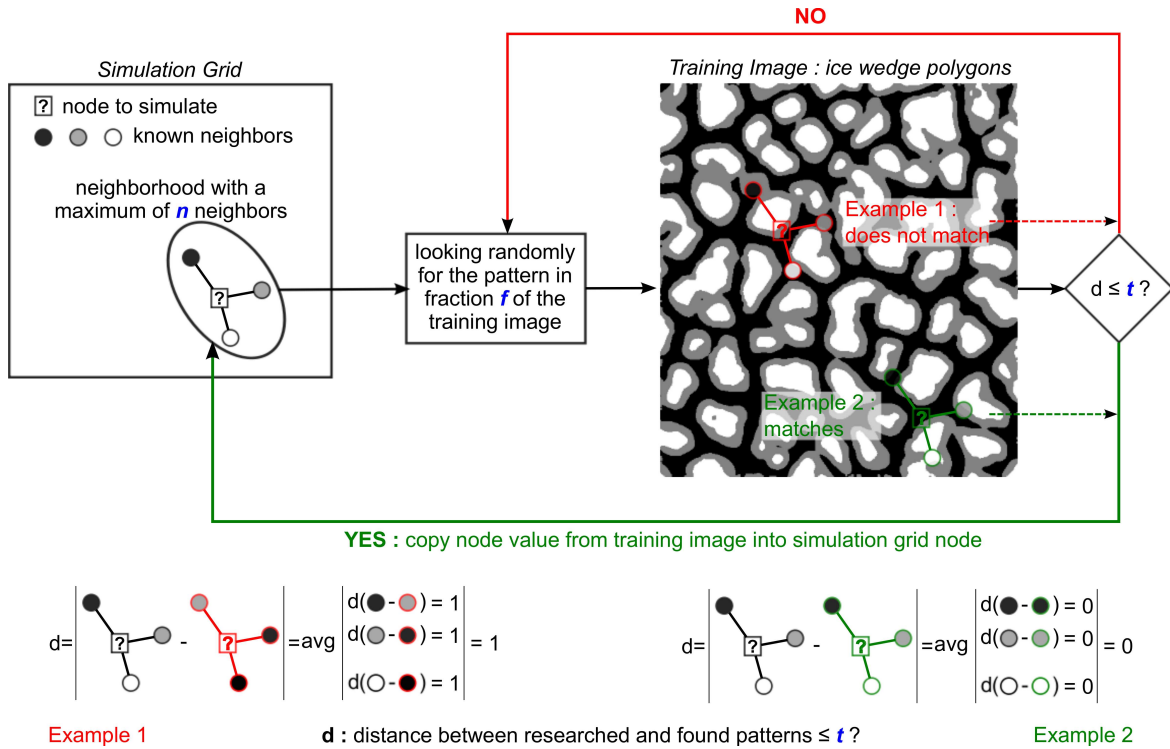 NO
Simulation Grid
Training Image : ice wedge polygons
? node to simulate
known neighbors
neighborhood with a
maximum of n neighbors
?
looking randomly
for the pattern in
fraction f of the
training image
?
Example 1 :
does not match
d ≤ t ?
Example 2 :
matches
?
YES : copy node value from training image into simulation grid node
d= ? - ? =avg
d( - ) = 1
d( - ) = 1
d( - ) = 1
= 1
d= ? - ? =avg
d( - ) = 0
d( - ) = 0
d( - ) = 0
= 0
Example 1
d : distance between researched and found patterns ≤ t ?
Example 2